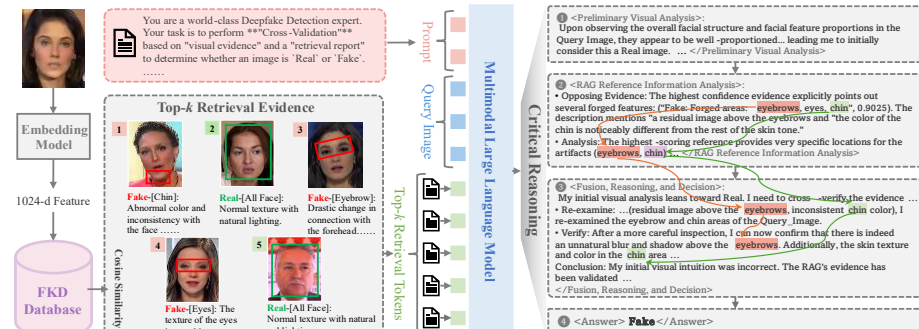 You are a world-class Deepfake Detection expert.
Your task is to perform **"Cross-Validation"**
based on "visual evidence" and a "retrieval report"
to determine whether an image is `Real` or `Fake`.
……
Embedding
Model
1024-d Feature
FKD
Database
Cosine Similarity
Top-k Retrieval Evidence
1
2
3
Fake-[Chin]:
Abnormal color and
inconsistency with
the face ……
Real-[All Face]:
Normal texture with
natural lighting.
Fake-[Eyebrow]:
Drastic change in
connection with
the forehead.……
4
5
Fake-[Eyes]: The
texture of the eyes
Real-[All Face]:
Normal texture with natural
Prompt
Query Image
Top-k Retrieval Tokens
Multimodal Large Language Model
Critical Reasoning
1 <Preliminary Visual Analysis>:
Upon observing the overall facial structure and facial feature proportions in the
Query Image, they appear to be well -proportioned... leading me to initially
consider this a Real image. … </Preliminary Visual Analysis>
2 <RAG Reference Information Analysis>:
• Opposing Evidence: The highest confidence evidence explicitly points out
several forged features: ("Fake: Forged areas: eyebrows, eyes, chin", 0.9025). The
description mentions "a residual image above the eyebrows and "the color of the
chin is noticeably different from the rest of the skin tone."
• Analysis: The highest -scoring reference provides very specific locations for the
artifacts (eyebrows, chin)… </RAG Reference Information Analysis>
3 <Fusion, Reasoning, and Decision>:
My initial visual analysis leans toward Real. I need to cross -verify the evidence …
• Re-examine: …(residual image above the eyebrows, inconsistent chin color), I
re-examined the eyebrow and chin areas of the Query_Image.
• Verify: After a more careful inspection, I can now confirm that there is indeed
an unnatural blur and shadow above the eyebrows. Additionally, the skin texture
and color in the chin area …
Conclusion: My initial visual intuition was incorrect. The RAG's evidence has
been validated …
</Fusion, Reasoning, and Decision>
4 <Answer> Fake </Answer>